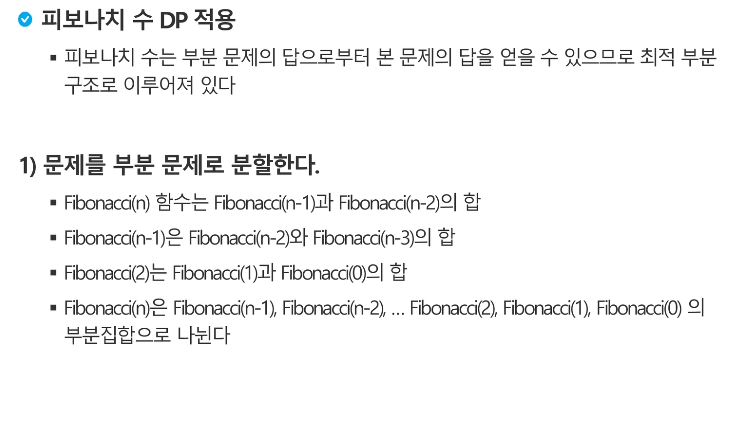 피보나치 수 DP 적용
▪ 피보나치 수는 부분 문제의 답으로부터 본 문제의 답을 얻을 수 있으므로 최적 부분
구조로 이루어져 있다
1) 문제를 부분 문제로 분할한다.
▪ Fibonacci(n) 함수는 Fibonacci(n-1)과 Fibonacci(n-2)의 합
▪ Fibonacci(n-1)은 Fibonacci(n-2)와 Fibonacci(n-3)의 합
▪ Fibonacci(2)는 Fibonacci(1)과 Fibonacci(0)의 합
▪ Fibonacci(n)은 Fibonacci(n-1), Fibonacci(n-2), … Fibonacci(2), Fibonacci(1), Fibonacci(0) 의
부분집합으로 나뉜다